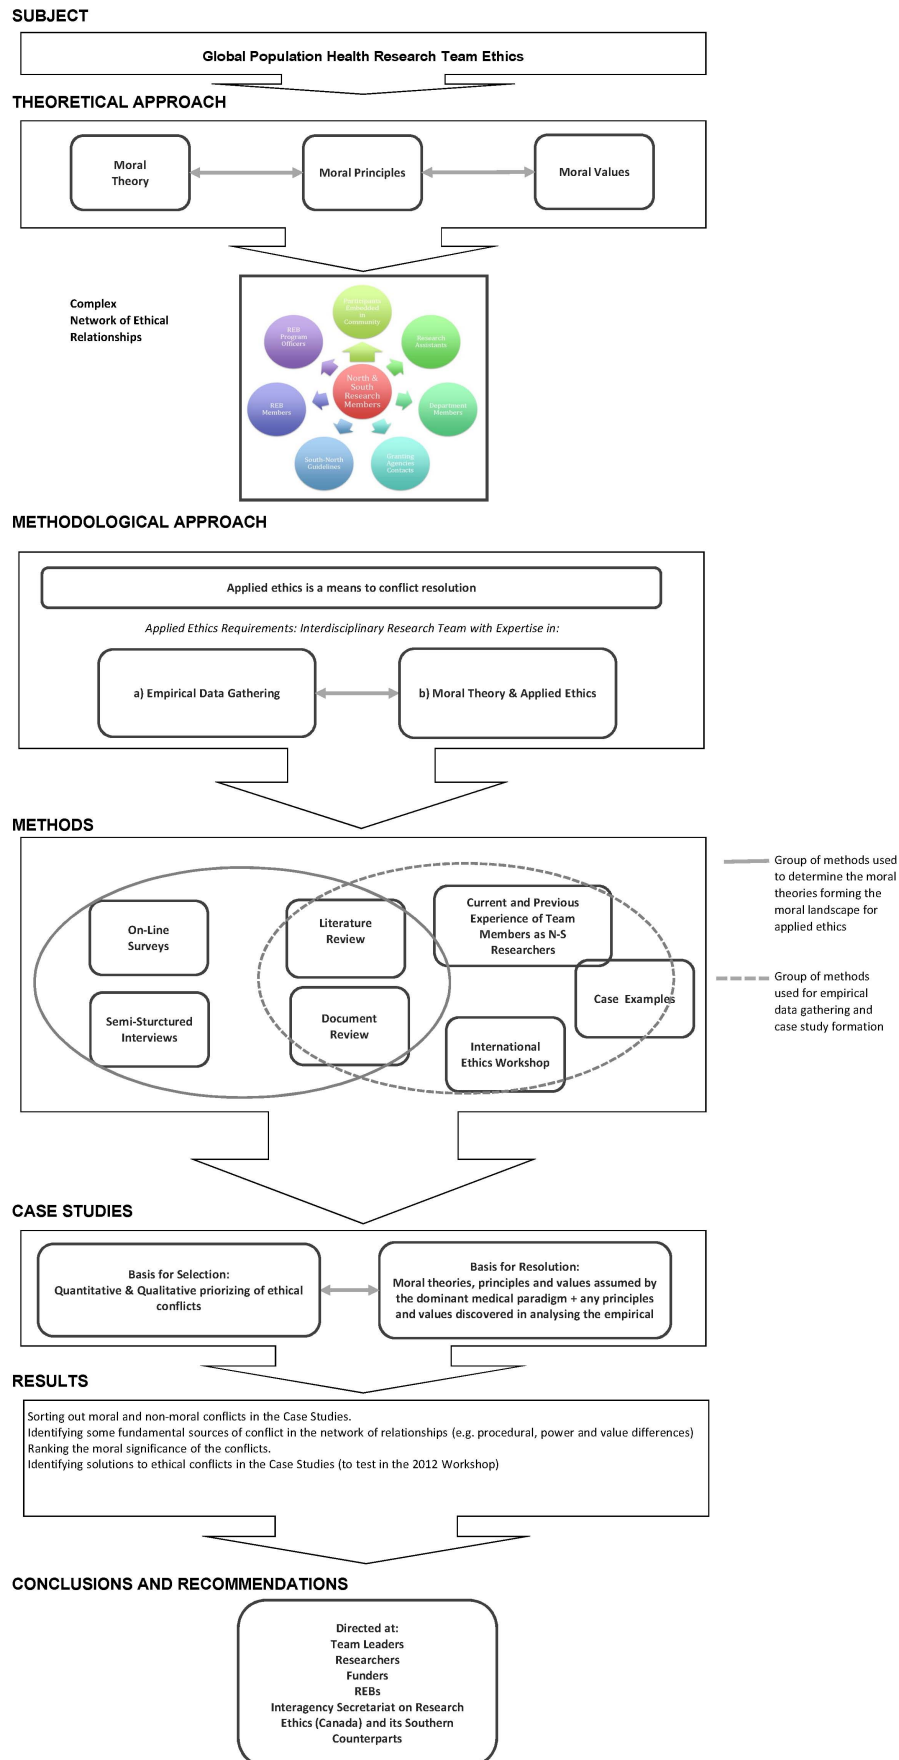 SUBJECT
Global Population Health Research Team Ethics
THEORETICAL APPROACH
Moral
Theory
Moral Principles
Moral Values
Complex
Network of Ethical
Relationships
Participants
Embedded
in
Community
REB
Program
Officers
Research
Assistants
North &
South
Research
Members
REB
Members
Department
Members
South-North
Guidelines
Granting
Agencies
Contacts
METHODOLOGICAL APPROACH
Applied ethics is a means to conflict resolution
Applied Ethics Requirements: Interdisciplinary Research Team with Expertise in:
a) Empirical Data Gathering
b) Moral Theory & Applied Ethics
METHODS
On-Line
Surveys
Literature
Review
Current and Previous
Experience of Team
Members as N-S
Researchers
Case Examples
Semi-Sturctured
Interviews
Document
Review
International
Ethics Workshop
Group of methods used
to determine the moral
theories forming the
moral landscape for
applied ethics
Group of methods
used for empirical
data gathering and
case study formation
CASE STUDIES
Basis for Selection:
Quantitative & Qualitative priorizing of ethical
conflicts
Basis for Resolution:
Moral theories, principles and values assumed by
the dominant medical paradigm + any principles
and values discovered in analysing the empirical
RESULTS
Sorting out moral and non-moral conflicts in the Case Studies.
Identifying some fundamental sources of conflict in the network of relationships (e.g. procedural, power and value differences)
Ranking the moral significance of the conflicts.
Identifying solutions to ethical conflicts in the Case Studies (to test in the 2012 Workshop)
CONCLUSIONS AND RECOMMENDATIONS
Directed at:
Team Leaders
Researchers
Funders
REBs
Interagency Secretariat on Research
Ethics (Canada) and its Southern
Counterparts